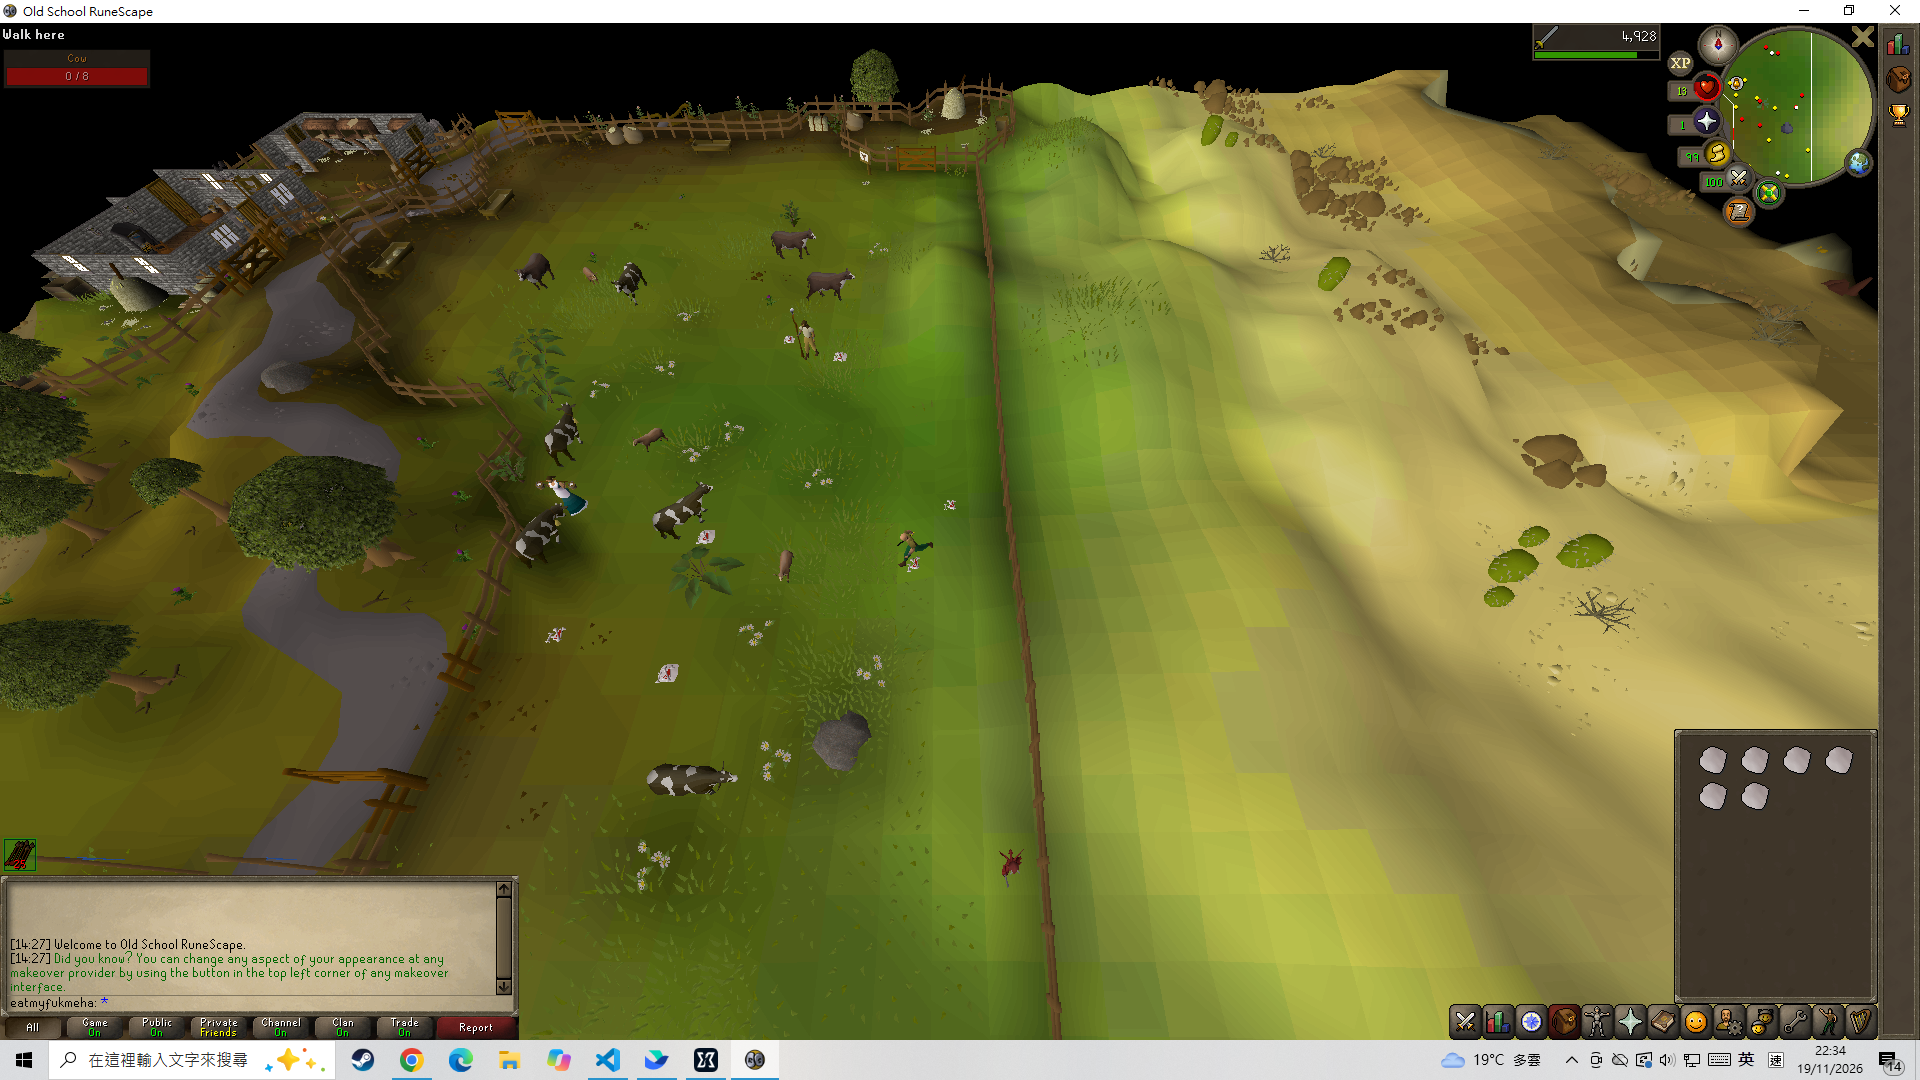 Old School RuneScape
Walk here
Cow
0 / 8
4,928
N
XP
13
1
99
100
25
[14:27] Welcome to Old School RuneScape.
[14:27] Did you know? You can change any aspect of your appearance at any
makeover provider by using the button in the top left corner of any makeover
interface.
eatmyfukmeha: *
All
Game
On
Public
On
Private
Friends
Channel
On
Clan
On
Trade
On
Report
在這裡輸入文字來搜尋
19°C 多雲
英
速
22:34
19/11/2026
14